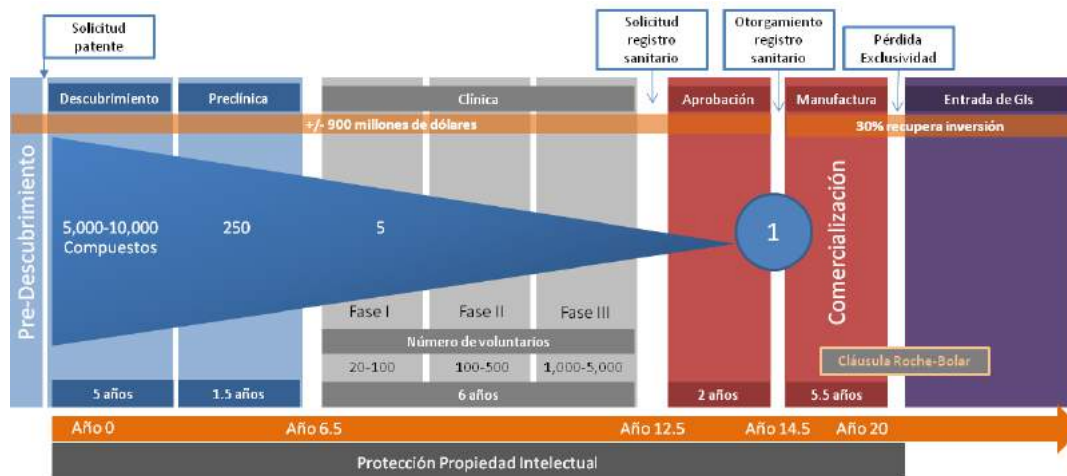 Solicitud
patente
Solicitud
registro
sanitario
Otorgamiento
registro
sanitario
Pérdida
Exclusividad
Descubrimiento
Preclínica
Clínica
Aprobación
Manufactura
Entrada de GIs
+/- 900 millones de dólares
30% recupera inversión
Pre-Descubrimiento
5,000-10,000
Compuestos
250
5
1
Comercialización
Fase I
Fase II
Fase III
Número de voluntarios
20-100
100-500
1,000-5,000
Cláusula Roche-Bolar
5 años
1.5 años
6 años
2 años
5.5 años
Año 0
Año 6.5
Año 12.5
Año 14.5
Año 20
Protección Propiedad Intelectual